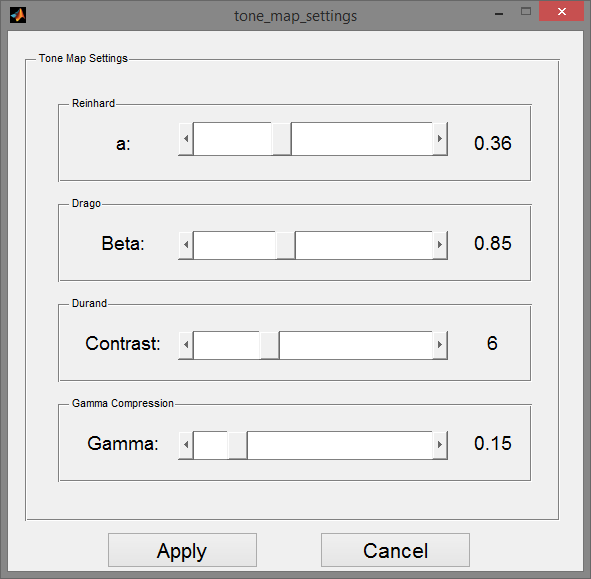 tone_map_settings
Tone Map Settings
Reinhard
a: 0.36
Drago
Beta: 0.85
Durand
Contrast: 6
Gamma Compression
Gamma: 0.15
Apply Cancel